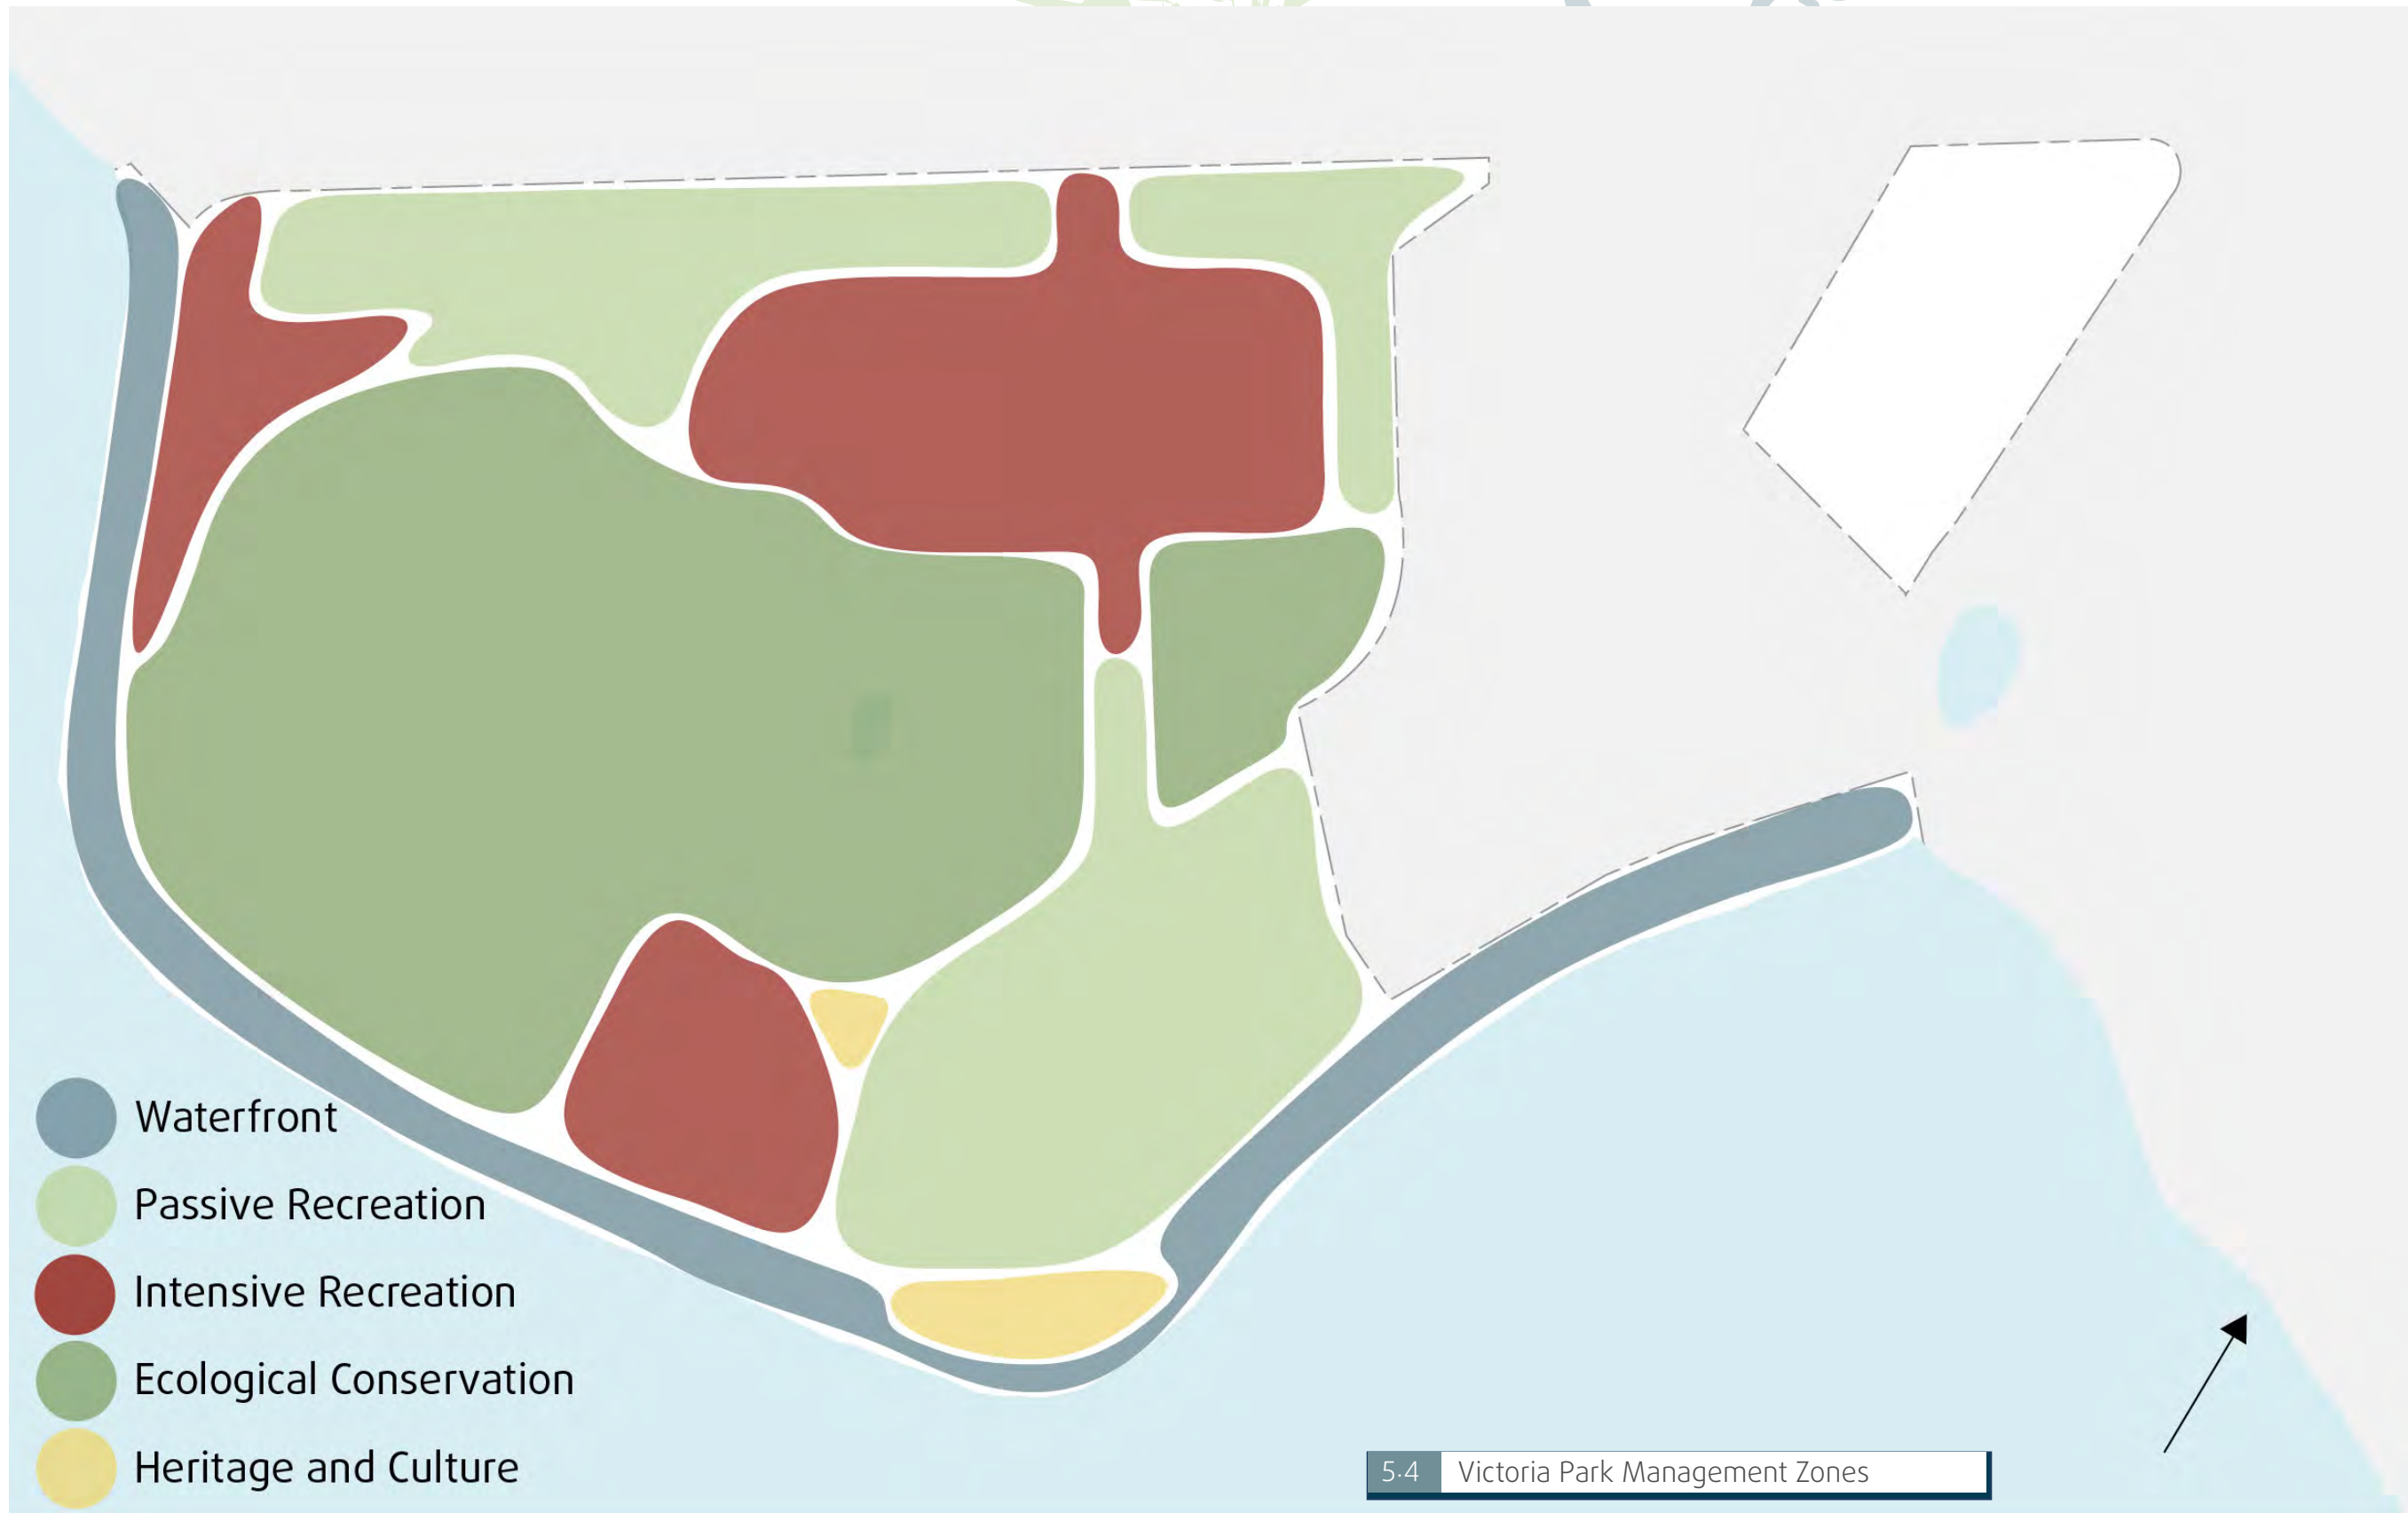 Waterfront
Passive Recreation
Intensive Recreation
Ecological Conservation
Heritage and Culture
5.4 Victoria Park Management Zones